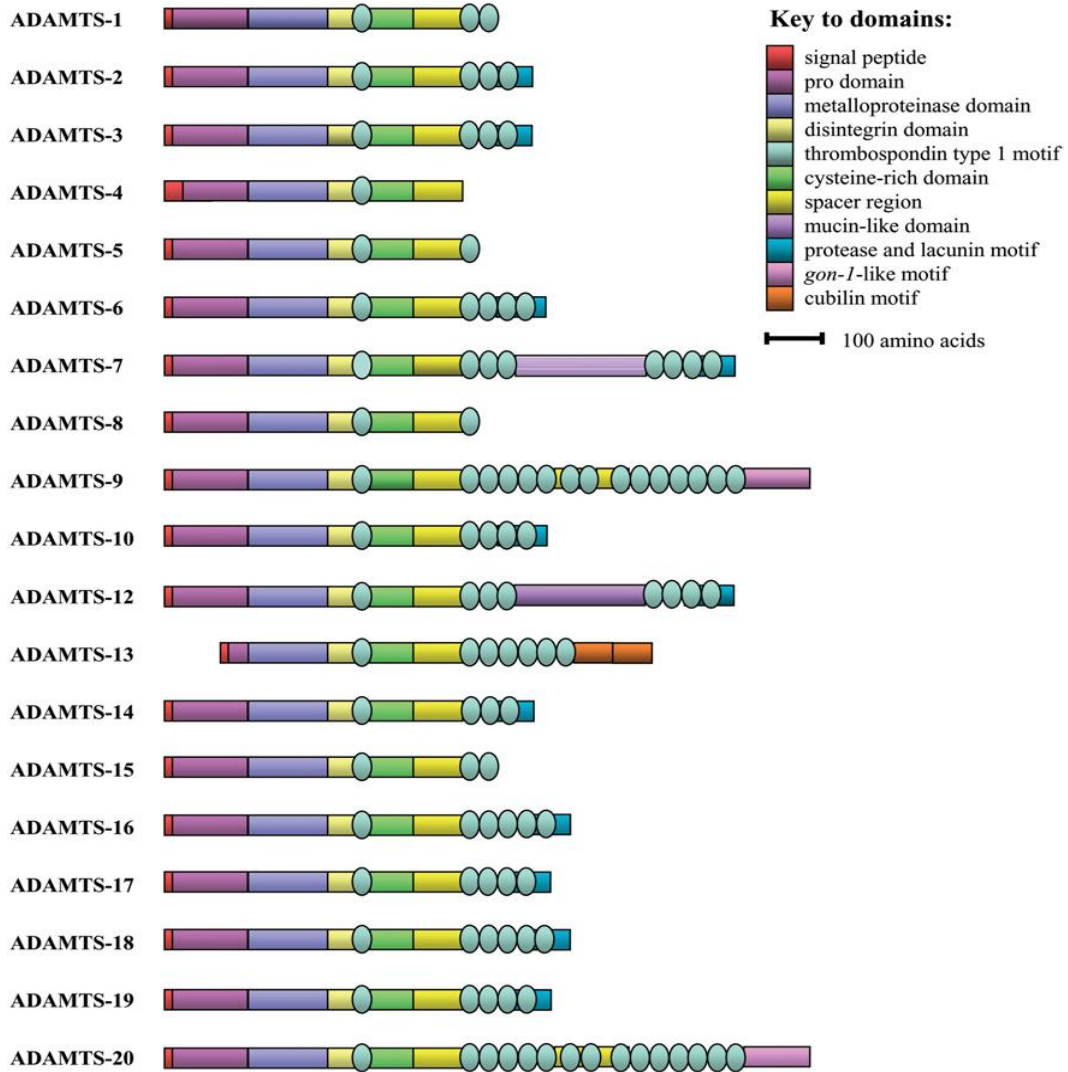 ADAMTS-1
ADAMTS-2
ADAMTS-3
ADAMTS-4
ADAMTS-5
ADAMTS-6
ADAMTS-7
ADAMTS-8
ADAMTS-9
ADAMTS-10
ADAMTS-12
ADAMTS-13
ADAMTS-14
ADAMTS-15
ADAMTS-16
ADAMTS-17
ADAMTS-18
ADAMTS-19
ADAMTS-20
Key to domains:
signal peptide
pro domain
metalloproteinase domain
disintegrin domain
thrombospondin type 1 motif
cysteine-rich domain
spacer region
mucin-like domain
protease and lacunin motif
gon-1-like motif
cubilin motif
100 amino acids